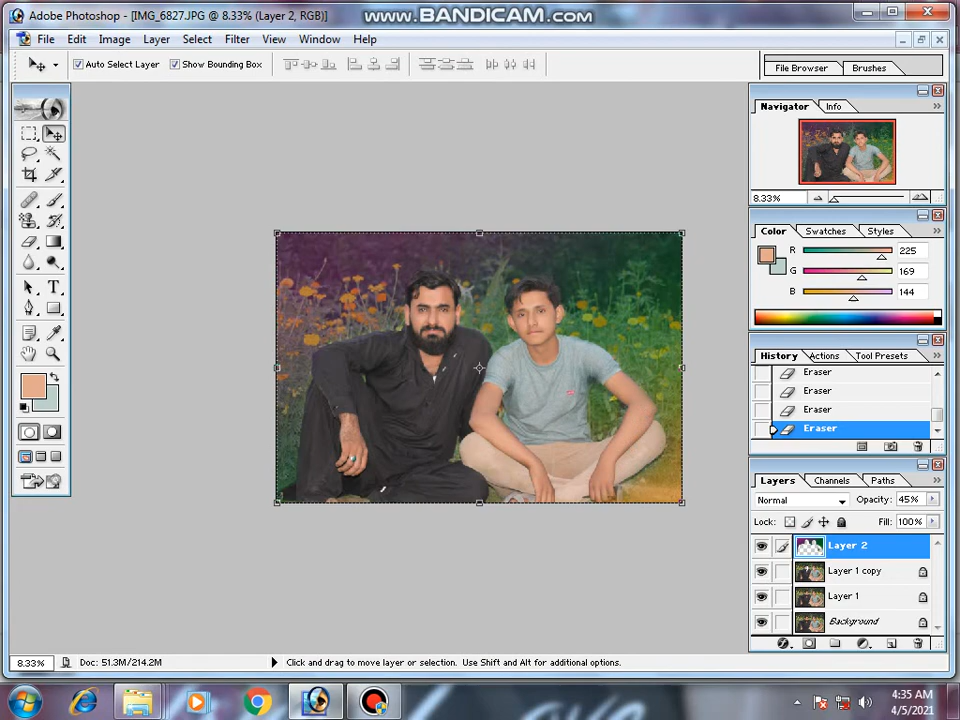 Adobe Photoshop - [IMG_6827.JPG @ 8.33% (Layer 2, RGB)]
www.BANDICAM.com
File Edit Image Layer Select Filter View Window Help
Auto Select Layer Show Bounding Box
File Browser Brushes
Navigator Info
8.33%
Color Swatches Styles
R 225
G 169
B 144
History Actions Tool Presets
Eraser
Eraser
Eraser
Eraser
Layers Channels Paths
Normal Opacity: 45%
Lock: Fill: 100%
Layer 2
Layer 1 copy
Layer 1
Background
8.33% Doc: 51.3M/214.2M Click and drag to move layer or selection. Use Shift and Alt for additional options.
4:35 AM
4/5/2021